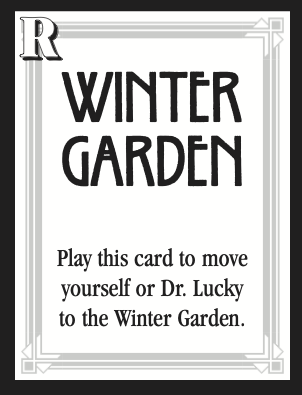 R
WINTER
GARDEN
Play this card to move
yourself or Dr. Lucky
to the Winter Garden.